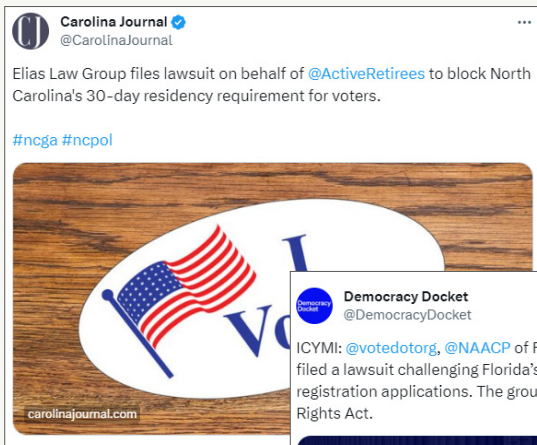 Carolina Journal
@CarolinaJournal
Elias Law Group files lawsuit on behalf of @ActiveRetirees to block North
Carolina's 30-day residency requirement for voters.
#ncga #ncpol
I
carolinajournal.com
Democracy
Docket
Democracy Docket
@DemocracyDocket
ICYMI: @votedotorg, @NAACP of
filed a lawsuit challenging Florida's
registration applications. The
Rights Act.